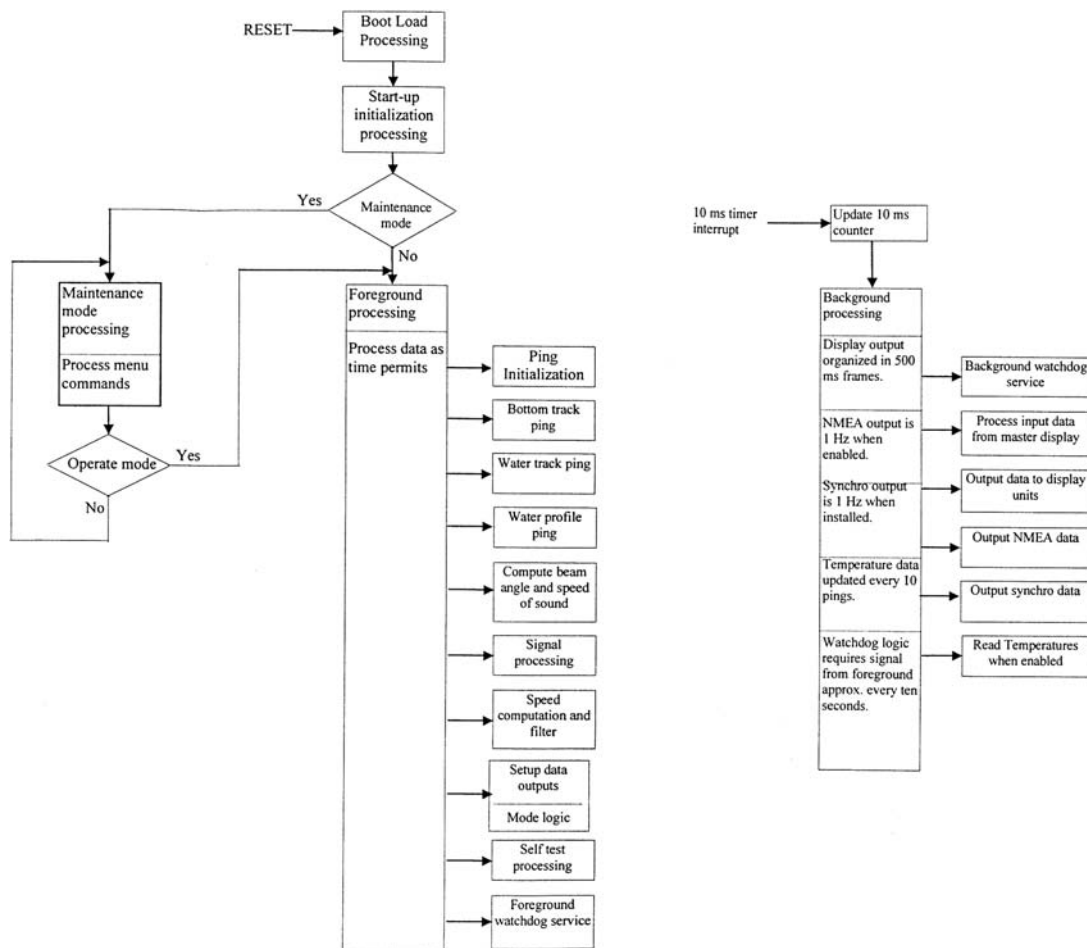 RESET
Boot Load
Processing
Start-up
initialization
processing
Yes
Maintenance
mode
No
Maintenance
mode
processing
Process menu
commands
Operate mode
Yes
No
Foreground
processing
Process data as
time permits
Ping
Initialization
Bottom track
ping
Water track ping
Water profile
ping
Compute beam
angle and speed
of sound
Signal
processing
Speed
computation and
filter
Setup data
outputs
Mode logic
Self test
processing
Foreground
watchdog service
10 ms timer
interrupt
Update 10 ms
counter
Background
processing
Display output
organized in 500
ms frames.
NMEA output is
1 Hz when
enabled.
Synchro output
is 1 Hz when
installed.
Temperature data
updated every 10
pings.
Watchdog logic
requires signal
from foreground
approx. every ten
seconds.
Background watchdog
service
Process input data
from master display
Output data to display
units
Output NMEA data
Output synchro data
Read Temperatures
when enabled